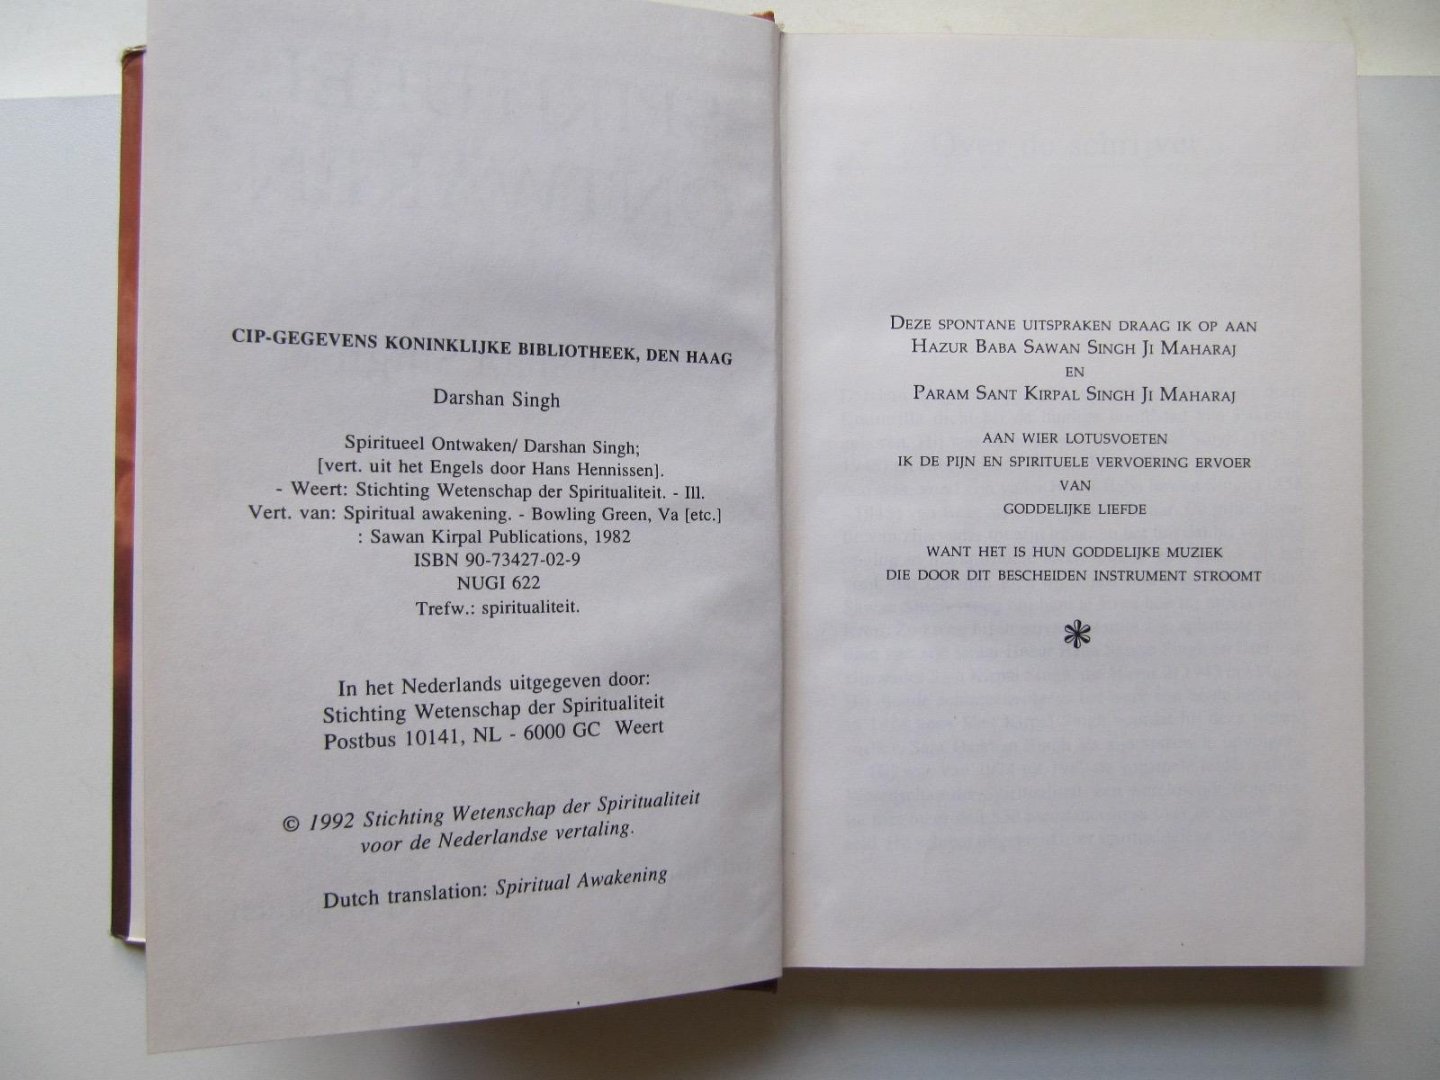 CIP-GEGEVENS KONINKLIJKE BIBLIOTHEEK, DEN HAAG
Darshan Singh
Spiritueel Ontwaken/ Darshan Singh;
[vert. uit het Engels door Hans Hennissen].
- Weert: Stichting Wetenschap der Spiritualiteit. - Ill.
Vert. van: Spiritual awakening. - Bowling Green, Va [etc.]
: Sawan Kirpal Publications, 1982
ISBN 90-73427-02-9
NUGI 622
Trefw.: spiritualiteit.
In het Nederlands uitgegeven door:
Stichting Wetenschap der Spiritualiteit
Postbus 10141, NL - 6000 GC Weert
© 1992 Stichting Wetenschap der Spiritualiteit
voor de Nederlandse vertaling.
Dutch translation: Spiritual Awakening
DEZE SPONTANE UITSPRAKEN DRAAG IK OP AAN
HAZUR BABA SAWAN SINGH JI MAHARAJ
EN
PARAM SANT KIRPAL SINGH JI MAHARAJ
AAN WIER LOTUSVOETEN
IK DE PIJN EN SPIRITUELE VERVOERING ERVOER
VAN
GODDELIJKE LIEFDE
WANT HET IS HUN GODDELIJKE MUZIEK
DIE DOOR DIT BESCHEIDEN INSTRUMENT STROOMT